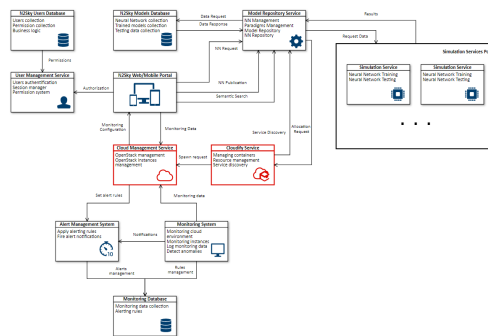 N2Sky Users Database
Users collection
Permission collection
Business logic
N2Sky Models Database
Neural Network collection
Trained models collection
Testing data collection
Data Request
Data Response
Model Repository Service
NN Management
Paradigms Management
Model Repository
NN Repository
Results
Request Data
Simulation Services P
Simulation Service
Neural Network Training
Neural Network Testing
Simulation Service
Neural Network Training
Neural Network Testing
. . .
Permissions
NN Request
User Management Service
Users authentification
Session manager
Permission system
Authorization
N2Sky Web/Mobile Portal
NN Publication
Semantic Search
Monitoring
Configuration
Monitoring Data
Service Discovery
Allocation
Request
Cloud Management Service
OpenStack management
OpenStack instances
management
Spawn request
Cloudify Service
Managing containers
Resource management
Service discovery
Set alert rules
Monitoring data
Alert Management System
Apply alerting rules
Fire alert notifications
10
Notifications
Monitoring System
Monitoring cloud
environment
Monitoring instances
Log monitoring data
Detect anomalies
Alerts
management
Rules
management
Monitoring Database
Monitoring data collection
Alerting rules